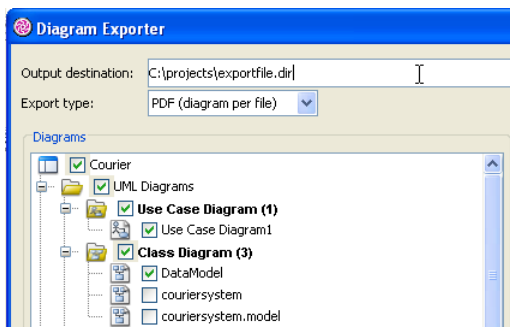 Diagram Exporter
Output destination: C:\projects\exportfile.dir
Export type: PDF (diagram per file)
Diagrams
Courier
UML Diagrams
Use Case Diagram (1)
Use Case Diagram1
Class Diagram (3)
DataModel
couriersystem
couriersystem.model